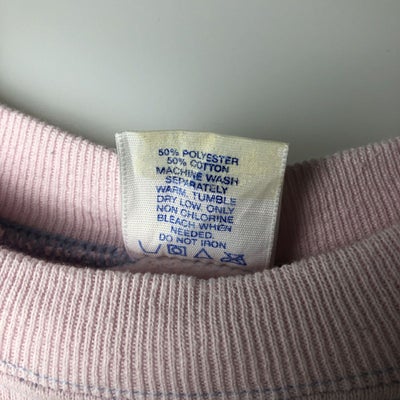 50% POLYESTER
50% COTTON
MACHINE WASH
SEPARATELY
WARM. TUMBLE
DRY LOW. ONLY
NON CHLORINE
BLEACH WHEN
NEEDED.
DO NOT IRON